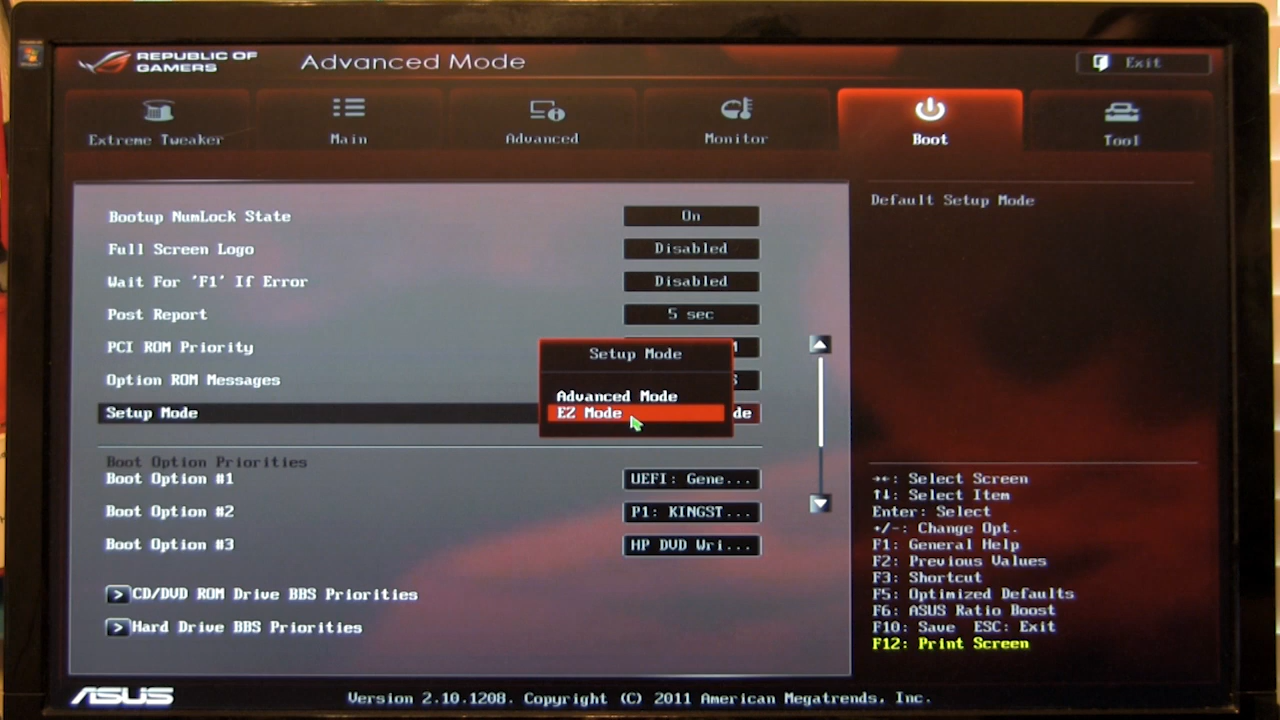 REPUBLIC OF
GAMERS
Advanced Mode
Exit
Extreme Tweaker
Main
Advanced
Monitor
Boot
Tool
Bootup NumLock State On
Full Screen Logo Disabled
Wait For 'F1' If Error Disabled
Post Report 5 sec
PCI ROM Priority
Option ROM Messages
Setup Mode
Setup Mode
Advanced Mode
EZ Mode
Boot Option Priorities
Boot Option #1 UEFI: Gene...
Boot Option #2 P1: KINGST...
Boot Option #3 HP DVD Wri...
> CD/DVD ROM Drive BBS Priorities
> Hard Drive BBS Priorities
Default Setup Mode
→←: Select Screen
↑↓: Select Item
Enter: Select
+/-: Change Opt.
F1: General Help
F2: Previous Values
F3: Shortcut
F5: Optimized Defaults
F6: ASUS Ratio Boost
F10: Save ESC: Exit
F12: Print Screen
ASUS
Version 2.10.1208. Copyright (C) 2011 American Megatrends, Inc.